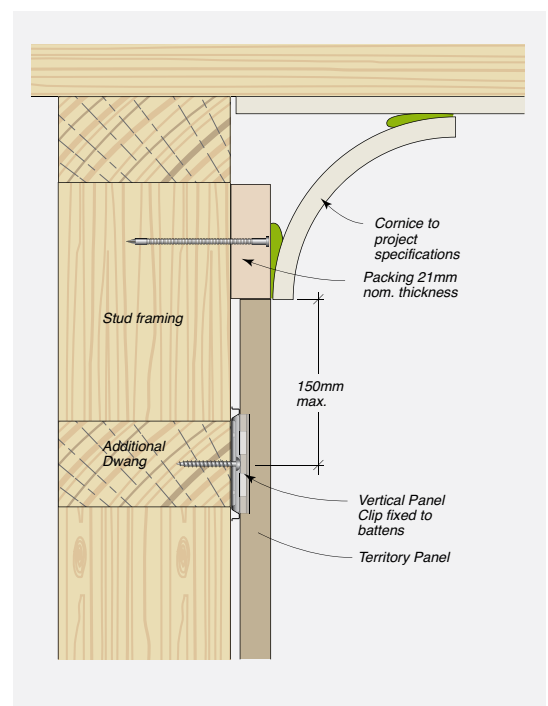 Cornice to
project
specifications
Packing 21mm
nom. thickness
Stud framing
150mm
max.
Additional
Dwang
Vertical Panel
Clip fixed to
battens
Territory Panel